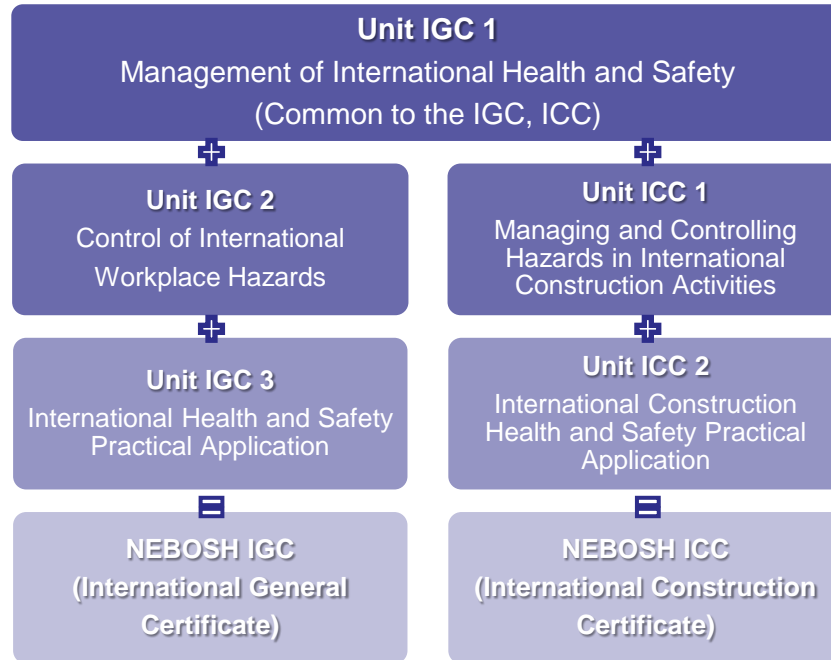 Unit IGC 1
Management of International Health and Safety
(Common to the IGC, ICC)
Unit IGC 2
Control of International
Workplace Hazards
Unit ICC 1
Managing and Controlling
Hazards in International
Construction Activities
Unit IGC 3
International Health and Safety
Practical Application
Unit ICC 2
International Construction
Health and Safety Practical
Application
NEBOSH IGC
(International General
Certificate)
NEBOSH ICC
(International Construction
Certificate)